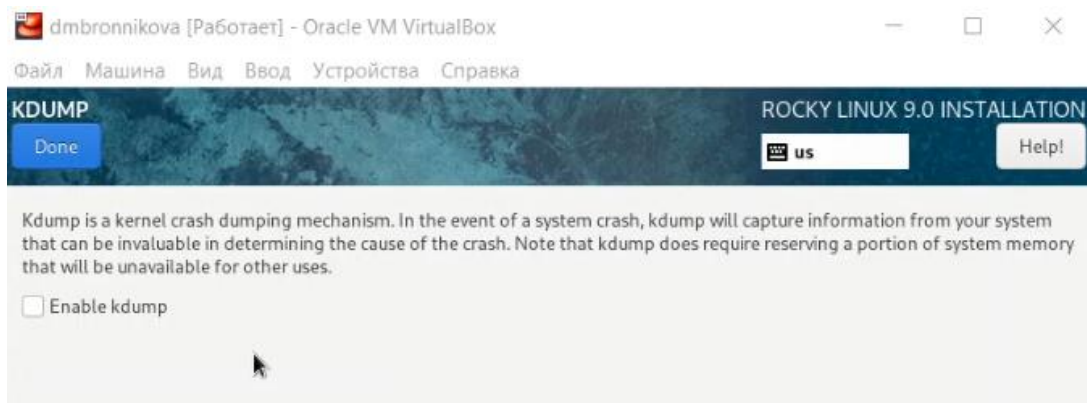 dmbronnikova [Работает] - Oracle VM VirtualBox
Файл Машина Вид Ввод Устройства Справка
KDUMP
ROCKY LINUX 9.0 INSTALLATION
Done
us
Help!
Kdump is a kernel crash dumping mechanism. In the event of a system crash, kdump will capture information from your system
that can be invaluable in determining the cause of the crash. Note that kdump does require reserving a portion of system memory
that will be unavailable for other uses.
Enable kdump